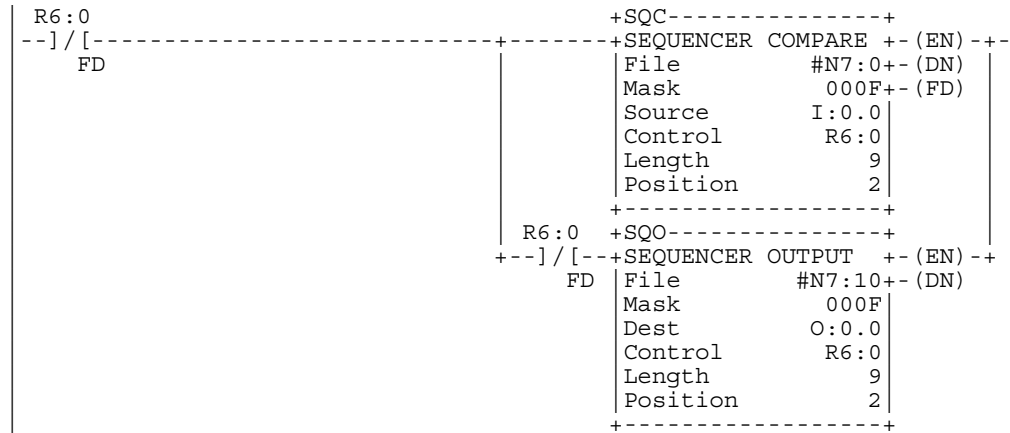 R6:0 +SQC---------------+
--]/[----------------------------+-------+SEQUENCER COMPARE +-(EN)-+-
FD |File #N7:0+-(DN) |
|Mask 000F+-(FD) |
|Source I:0.0|
|Control R6:0|
|Length 9|
|Position 2|
+------------------+
R6:0 +SQO---------------+
+--]/[--+SEQUENCER OUTPUT +-(EN)-+
FD |File #N7:10+-(DN)
|Mask 000F|
|Dest O:0.0|
|Control R6:0|
|Length 9|
|Position 2|
+------------------+